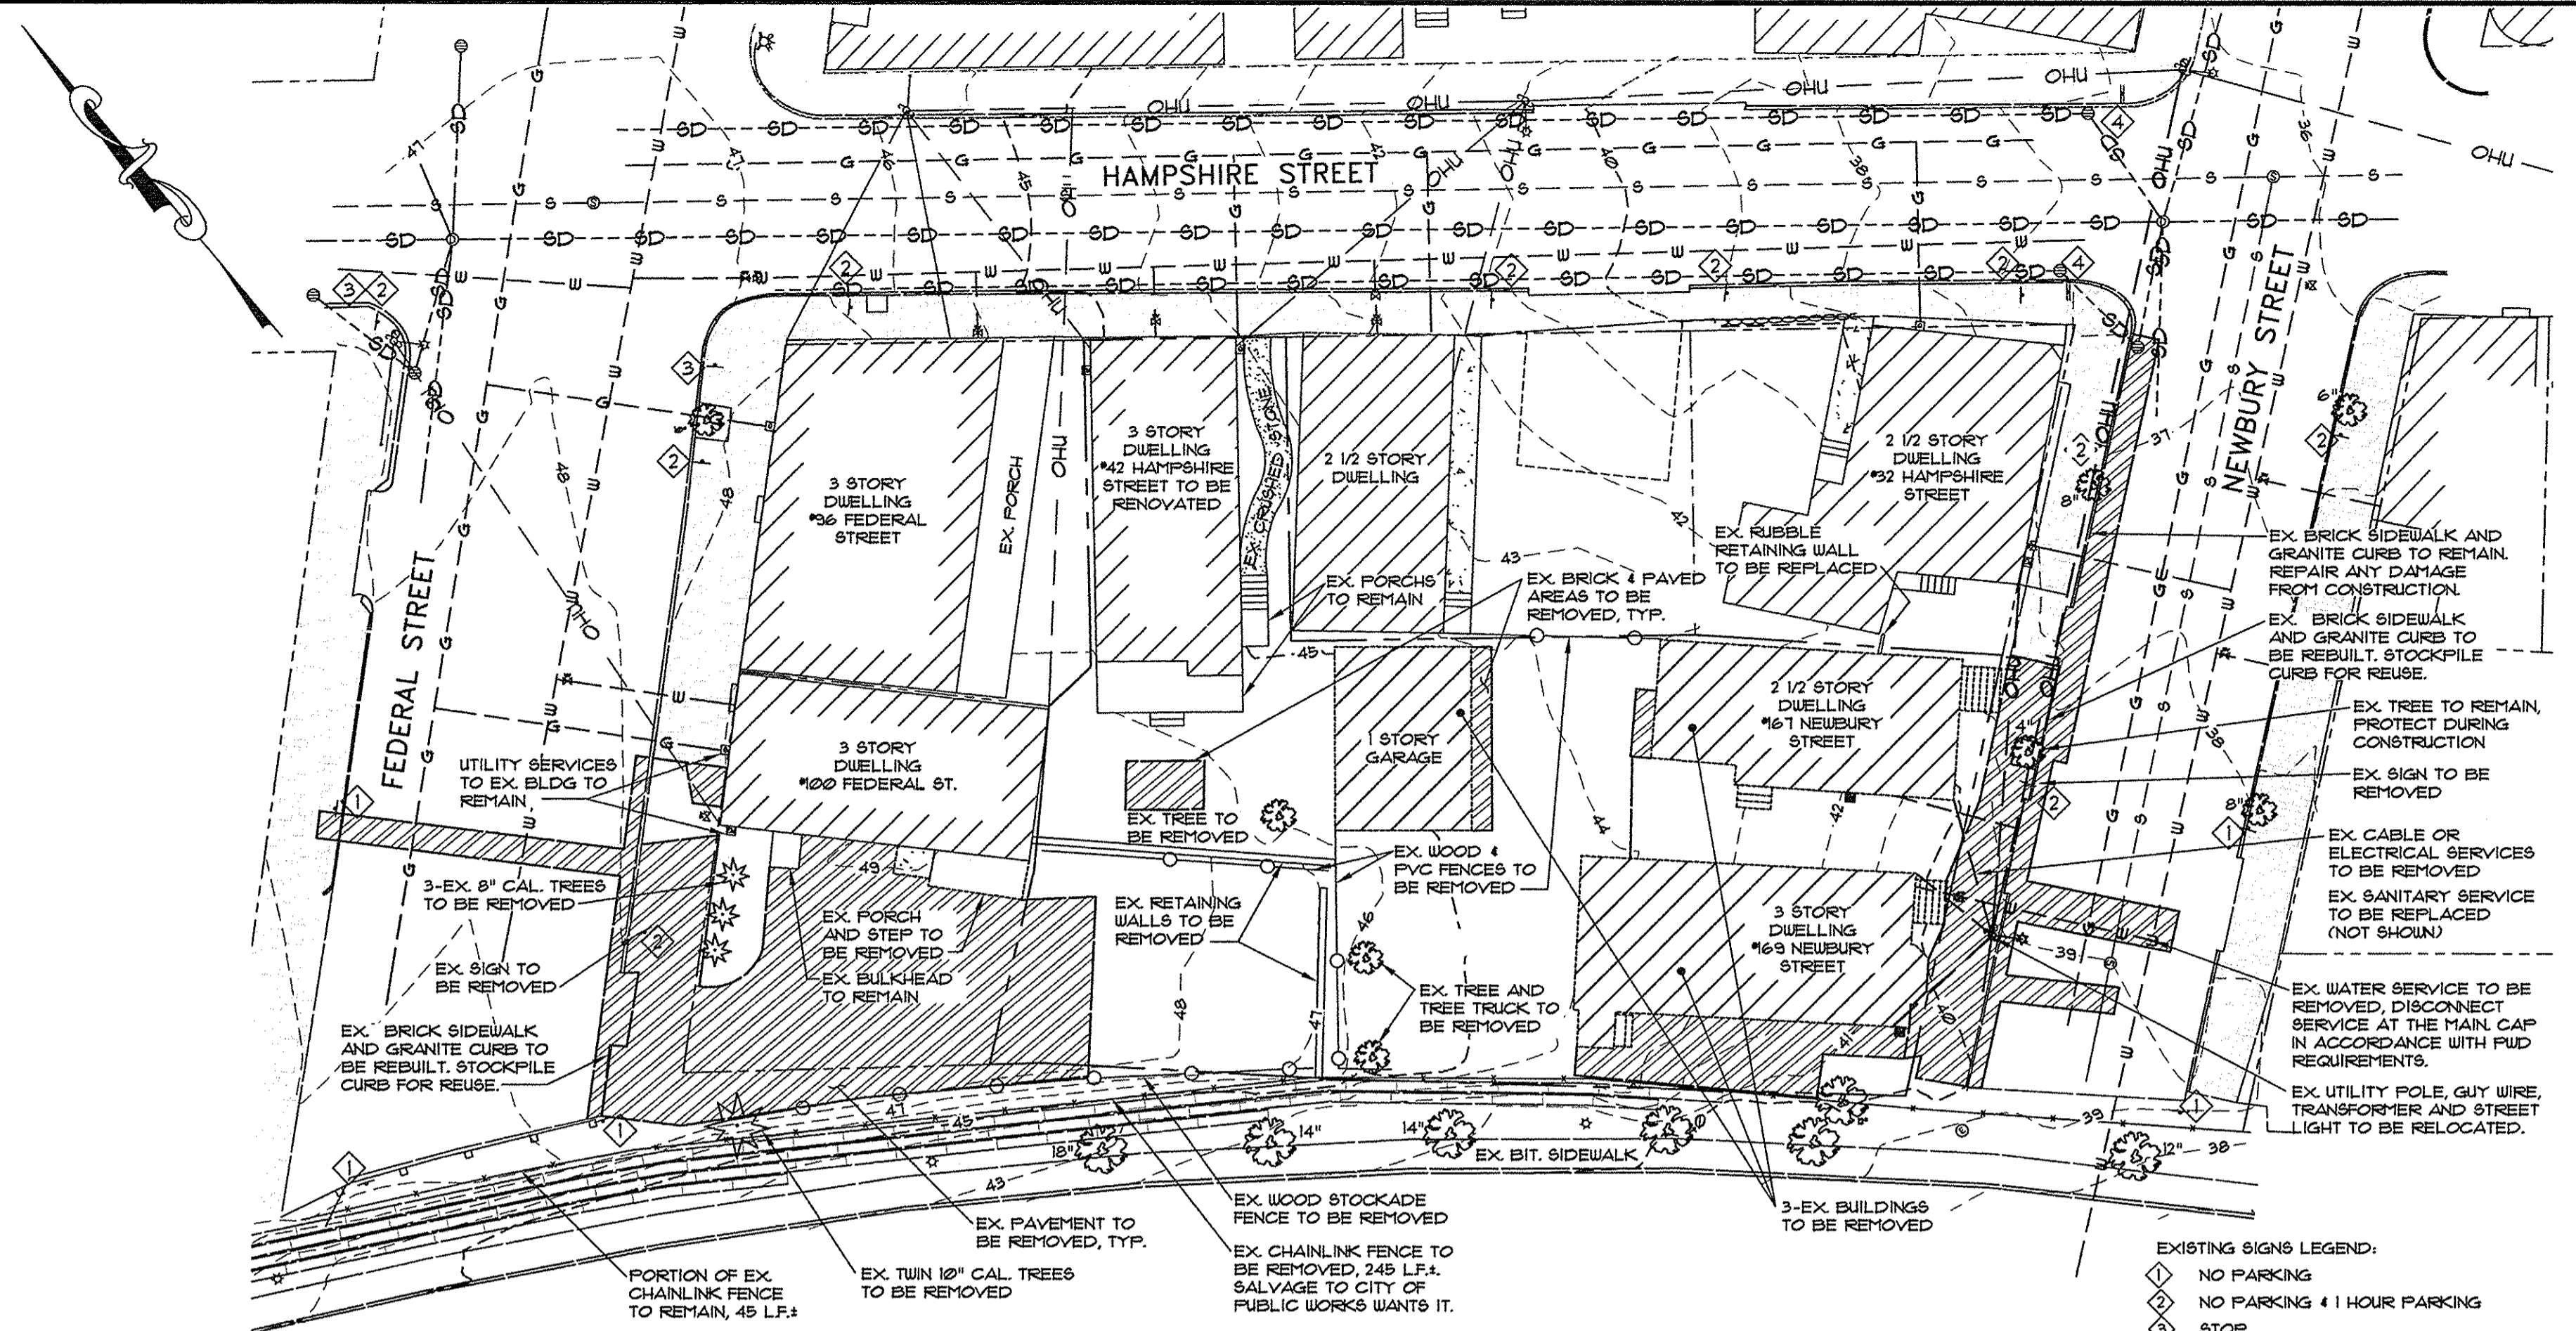 HAMPSHIRE STREET
FEDERAL STREET
NEWBURY STREET
3 STORY
DWELLING
#96 FEDERAL
STREET
EX. PORCH
OHU
3 STORY
DWELLING
#42 HAMPSHIRE
STREET TO BE
RENOVATED
EX. CRUSHED STONE
2 1/2 STORY
DWELLING
2 1/2 STORY
DWELLING
#32 HAMPSHIRE
STREET
EX. RUBBLE
RETAINING WALL
TO BE REPLACED
EX. PORCHS
TO REMAIN
EX. BRICK & PAVED
AREAS TO BE
REMOVED, TYP.
EX. BRICK SIDEWALK AND
GRANITE CURB TO REMAIN.
REPAIR ANY DAMAGE
FROM CONSTRUCTION.
EX. BRICK SIDEWALK
AND GRANITE CURB TO
BE REBUILT. STOCKPILE
CURB FOR REUSE.
EX. TREE TO REMAIN,
PROTECT DURING
CONSTRUCTION
EX. SIGN TO BE
REMOVED
EX. CABLE OR
ELECTRICAL SERVICES
TO BE REMOVED
EX. SANITARY SERVICE
TO BE REPLACED
(NOT SHOWN)
EX. WATER SERVICE TO BE
REMOVED, DISCONNECT
SERVICE AT THE MAIN. CAP
IN ACCORDANCE WITH PWD
REQUIREMENTS.
EX. UTILITY POLE, GUY WIRE,
TRANSFORMER AND STREET
LIGHT TO BE RELOCATED.
UTILITY SERVICES
TO EX. BLDG TO
REMAIN,
3 STORY
DWELLING
#100 FEDERAL ST.
1 STORY
GARAGE
2 1/2 STORY
DWELLING
#167 NEWBURY
STREET
EX. TREE TO
BE REMOVED
EX. WOOD &
PVC FENCES TO
BE REMOVED
3-EX. 8" CAL. TREES
TO BE REMOVED
EX. PORCH
AND STEP TO
BE REMOVED
EX. BULKHEAD
TO REMAIN
EX. RETAINING
WALLS TO BE
REMOVED
3 STORY
DWELLING
#169 NEWBURY
STREET
EX. SIGN TO
BE REMOVED
EX. TREE AND
TREE TRUCK TO
BE REMOVED
EX. BRICK SIDEWALK
AND GRANITE CURB TO
BE REBUILT. STOCKPILE
CURB FOR REUSE.
18"
14"
14"
12"
EX. BIT. SIDEWALK
PORTION OF EX.
CHAINLINK FENCE
TO REMAIN, 45 L.F.±
EX. TWIN 10" CAL. TREES
TO BE REMOVED
EX. PAVEMENT TO
BE REMOVED, TYP.
EX. WOOD STOCKADE
FENCE TO BE REMOVED
EX. CHAINLINK FENCE TO
BE REMOVED, 245 L.F.±.
SALVAGE TO CITY OF
PUBLIC WORKS WANTS IT.
3-EX. BUILDINGS
TO BE REMOVED
EXISTING SIGNS LEGEND:
1 NO PARKING
2 NO PARKING & 1 HOUR PARKING
3 STOP